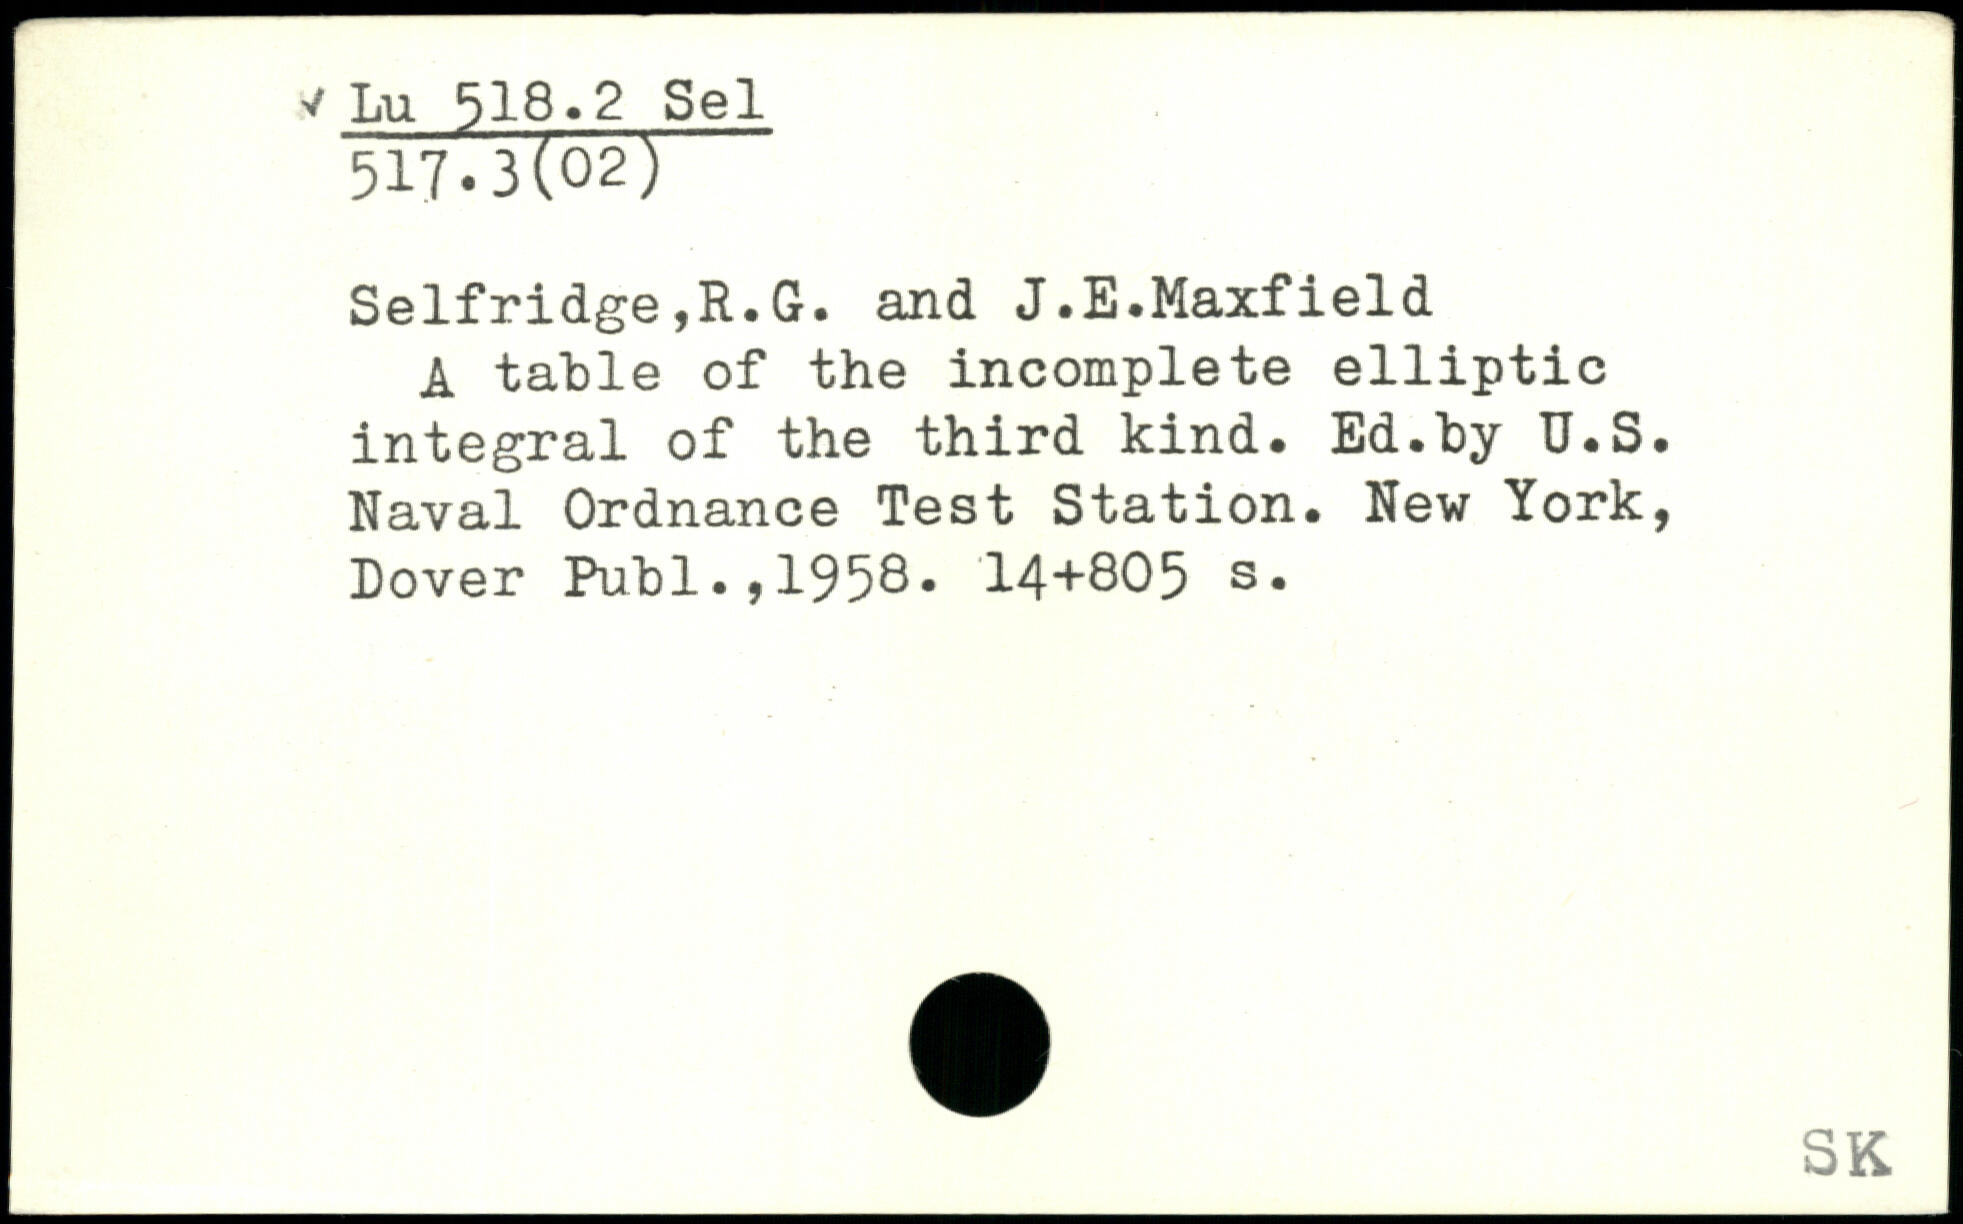 ✓ Lu 518.2 Sel
517.3(02)
Selfridge,R.G. and J.E.Maxfield
A table of the incomplete elliptic
integral of the third kind. Ed.by U.S.
Naval Ordnance Test Station. New York,
Dover Publ.,1958. 14+805 s.
SK